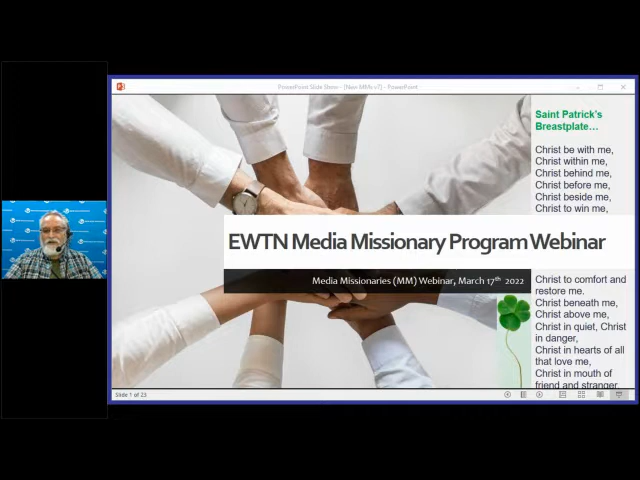 PowerPoint Slide Show - [New MMs v7] - PowerPoint
Saint Patrick's
Breastplate…
Christ be with me,
Christ within me,
Christ behind me,
Christ before me,
Christ beside me,
Christ to win me,
EWTN Media Missionary Program Webinar
Media Missionaries (MM) Webinar, March 17th 2022
Christ to comfort and
restore me.
Christ beneath me,
Christ above me,
Christ in quiet, Christ
in danger,
Christ in hearts of all
that love me,
Christ in mouth of
friend and stranger.
Slide 1 of 23